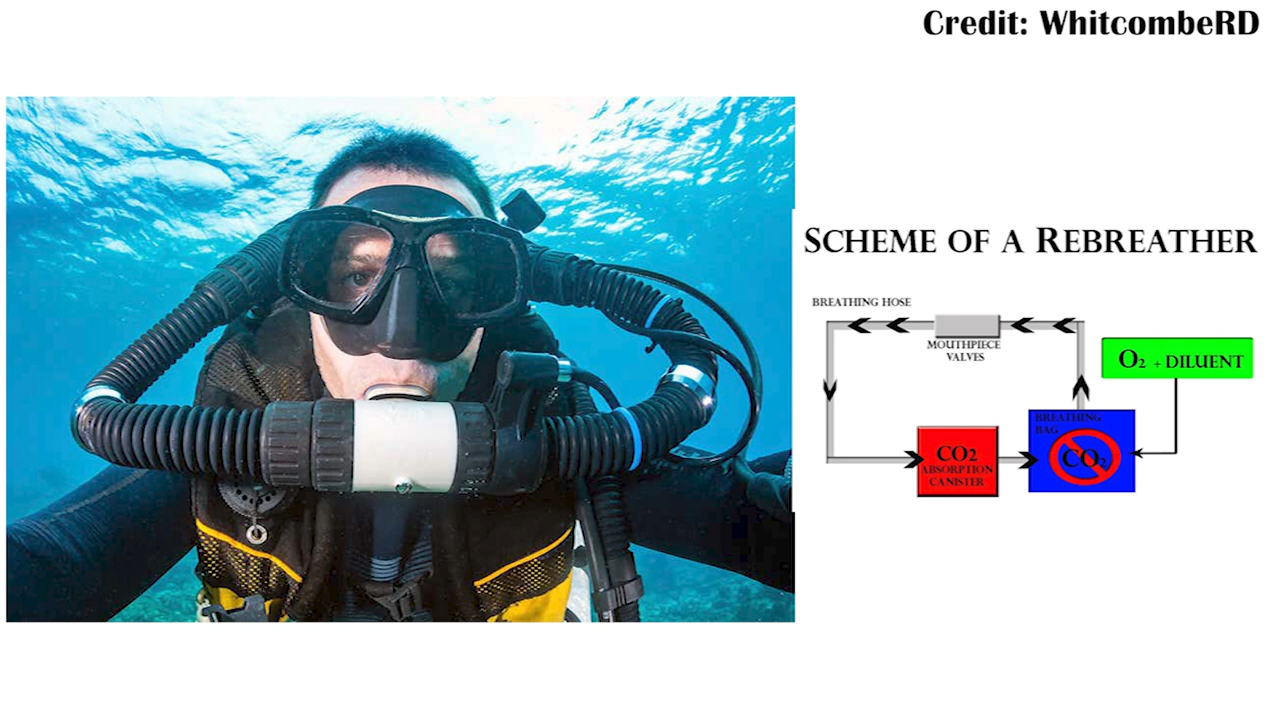 Credit: WhitcombeRD
SCHEME OF A REBREATHER
BREATHING HOSE
MOUTHPIECE
VALVES
O₂ + DILUENT
BREATHING
BAG
CO₂
CO2
ABSORPTION
CANISTER